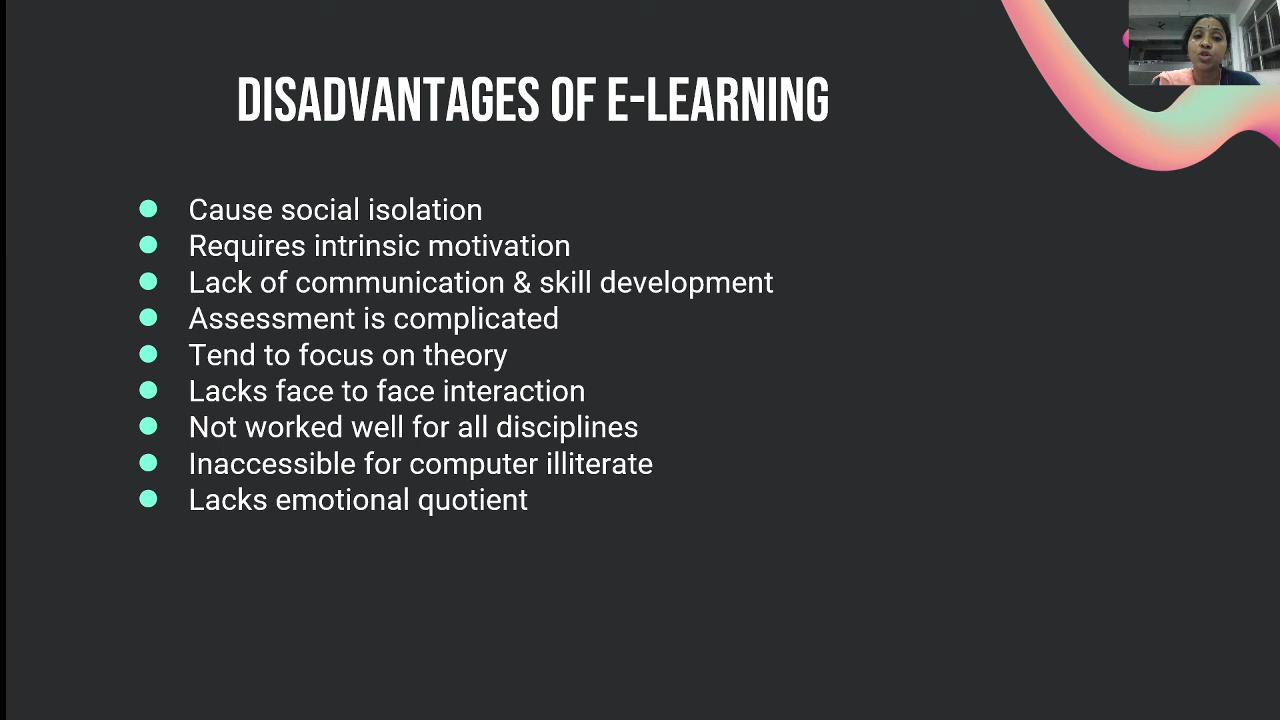 DISADVANTAGES OF E-LEARNING
Cause social isolation
Requires intrinsic motivation
Lack of communication & skill development
Assessment is complicated
Tend to focus on theory
Lacks face to face interaction
Not worked well for all disciplines
Inaccessible for computer illiterate
Lacks emotional quotient